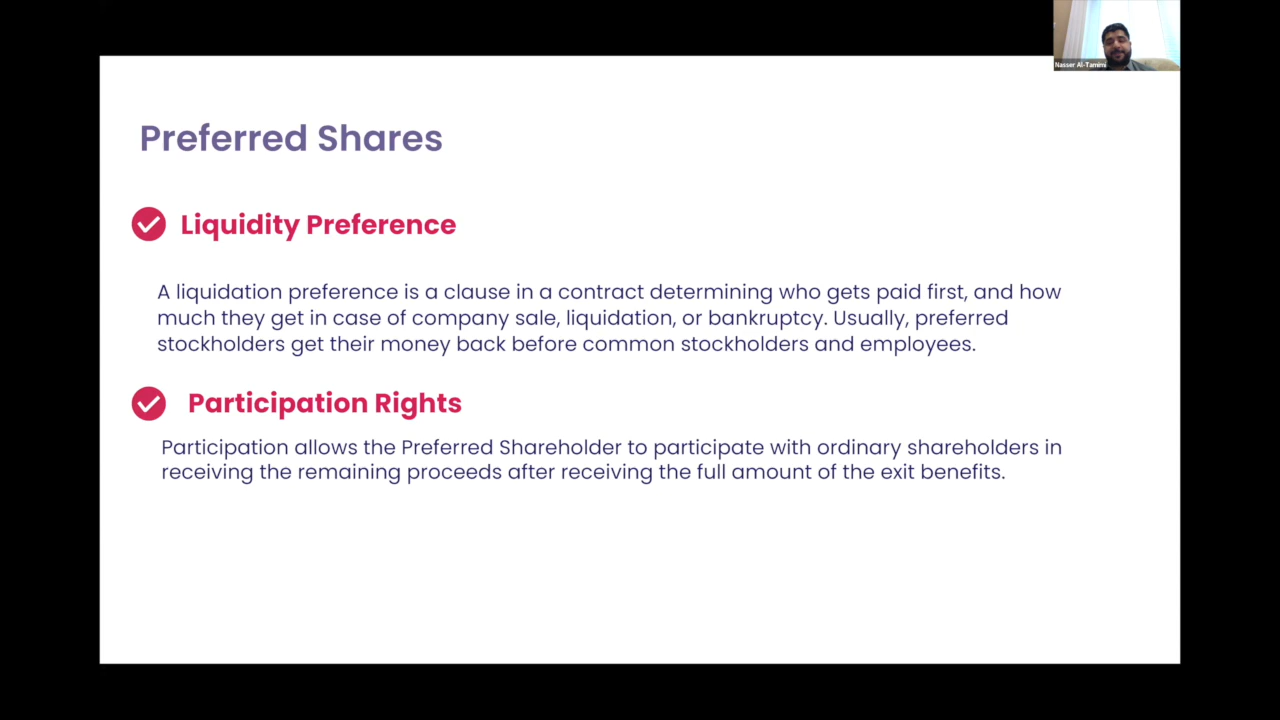 Nasser Al-Tamimi
Preferred Shares
Liquidity Preference
A liquidation preference is a clause in a contract determining who gets paid first, and how
much they get in case of company sale, liquidation, or bankruptcy. Usually, preferred
stockholders get their money back before common stockholders and employees.
Participation Rights
Participation allows the Preferred Shareholder to participate with ordinary shareholders in
receiving the remaining proceeds after receiving the full amount of the exit benefits.